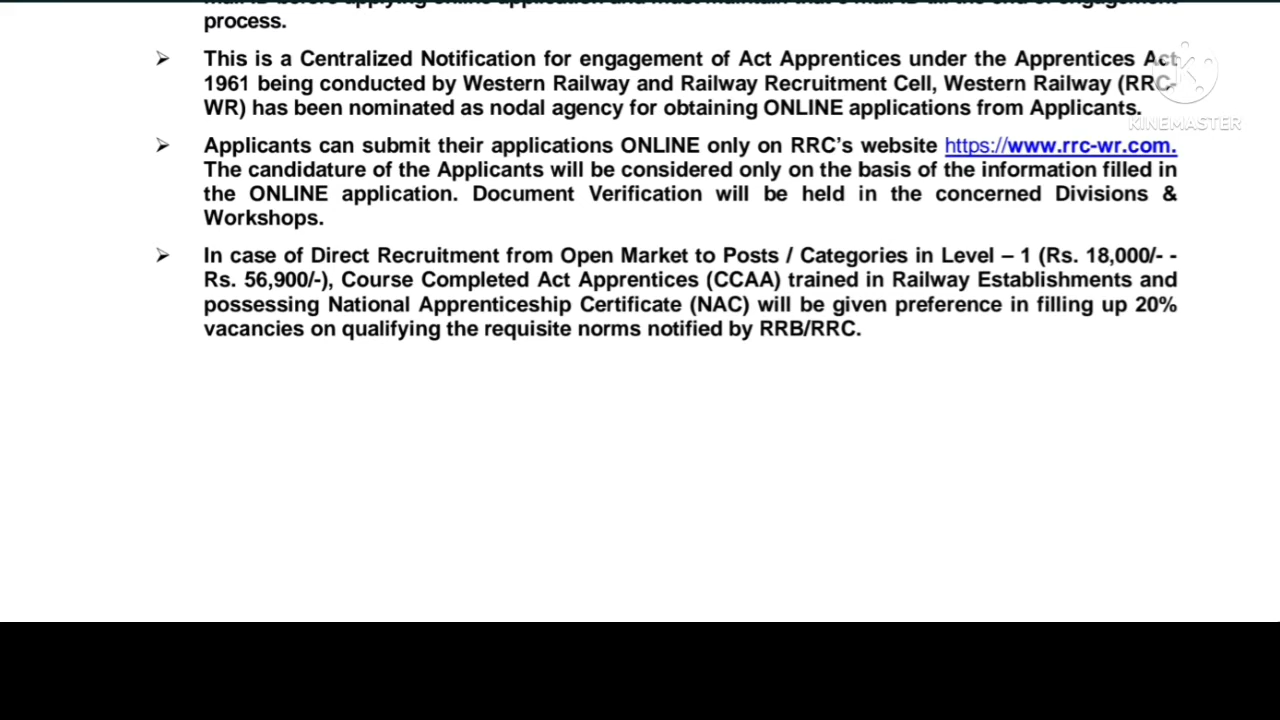 process.
➢ This is a Centralized Notification for engagement of Act Apprentices under the Apprentices Act
1961 being conducted by Western Railway and Railway Recruitment Cell, Western Railway (RRC-
WR) has been nominated as nodal agency for obtaining ONLINE applications from Applicants.
KINEMASTER
➢ Applicants can submit their applications ONLINE only on RRC’s website https://www.rrc-wr.com.
The candidature of the Applicants will be considered only on the basis of the information filled in
the ONLINE application. Document Verification will be held in the concerned Divisions &
Workshops.
➢ In case of Direct Recruitment from Open Market to Posts / Categories in Level – 1 (Rs. 18,000/- -
Rs. 56,900/-), Course Completed Act Apprentices (CCAA) trained in Railway Establishments and
possessing National Apprenticeship Certificate (NAC) will be given preference in filling up 20%
vacancies on qualifying the requisite norms notified by RRB/RRC.